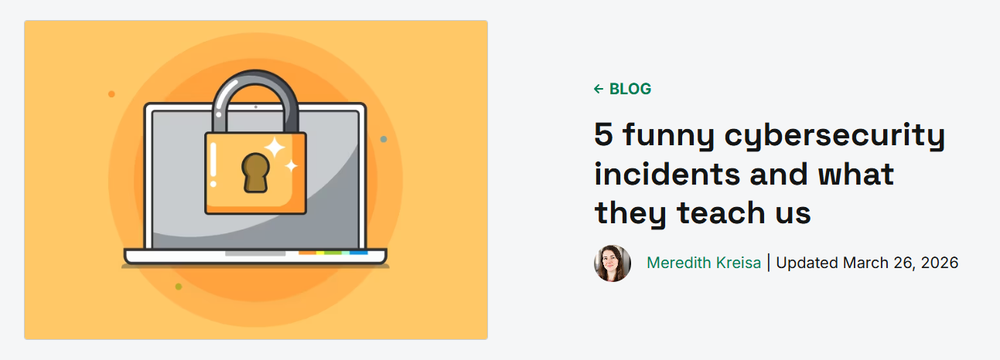 ← BLOG
5 funny cybersecurity
incidents and what
they teach us
Meredith Kreisa | Updated March 26, 2026